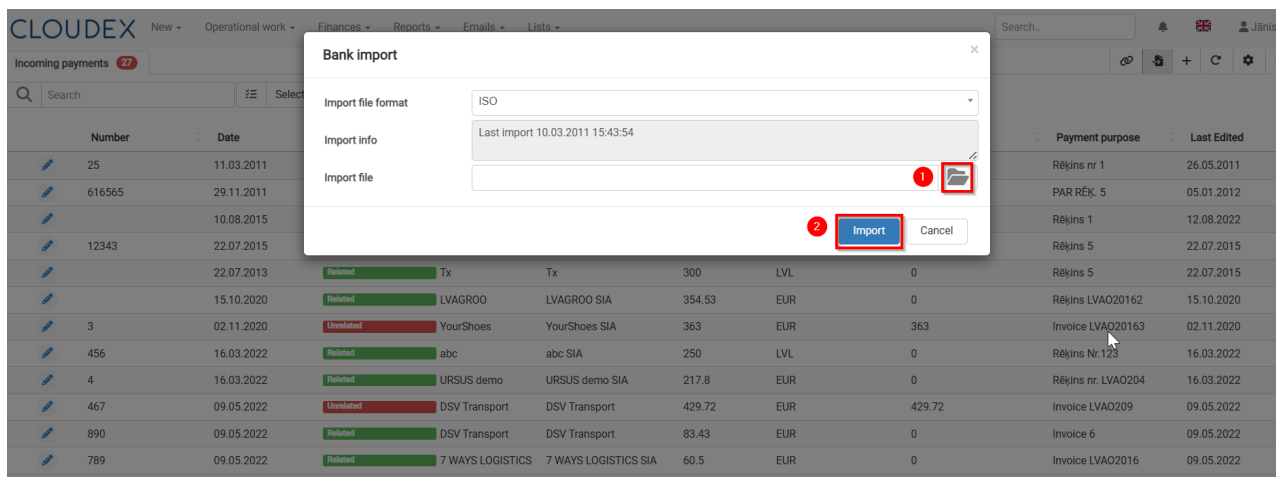 CLOUDEX New Operational work Finances Reports Emails Lists Search.. Jānis
Incoming payments 27
Search Select
Bank import ×
Import file format ISO
Import info Last import 10.03.2011 15:43:54
Import file 1
2 Import Cancel
Number Date Payment purpose Last Edited
25 11.03.2011 Rēķins nr 1 26.05.2011
616565 29.11.2011 PAR RĒĶ. 5 05.01.2012
10.08.2015 Rēķins 1 12.08.2022
12343 22.07.2015 Rēķins 5 22.07.2015
22.07.2013 Related Tx Tx 300 LVL 0 Rēķins 5 22.07.2015
15.10.2020 Related LVAGROO LVAGROO SIA 354.53 EUR 0 Rēķins LVAO20162 15.10.2020
3 02.11.2020 Unrelated YourShoes YourShoes SIA 363 EUR 363 Invoice LVAO20163 02.11.2020
456 16.03.2022 Related abc abc SIA 250 LVL 0 Rēķins Nr.123 16.03.2022
4 16.03.2022 Related URSUS demo URSUS demo SIA 217.8 EUR 0 Rēķins nr. LVAO204 16.03.2022
467 09.05.2022 Unrelated DSV Transport DSV Transport 429.72 EUR 429.72 Invoice LVAO209 09.05.2022
890 09.05.2022 Related DSV Transport DSV Transport 83.43 EUR 0 Invoice 6 09.05.2022
789 09.05.2022 Related 7 WAYS LOGISTICS 7 WAYS LOGISTICS SIA 60.5 EUR 0 Invoice LVAO2016 09.05.2022